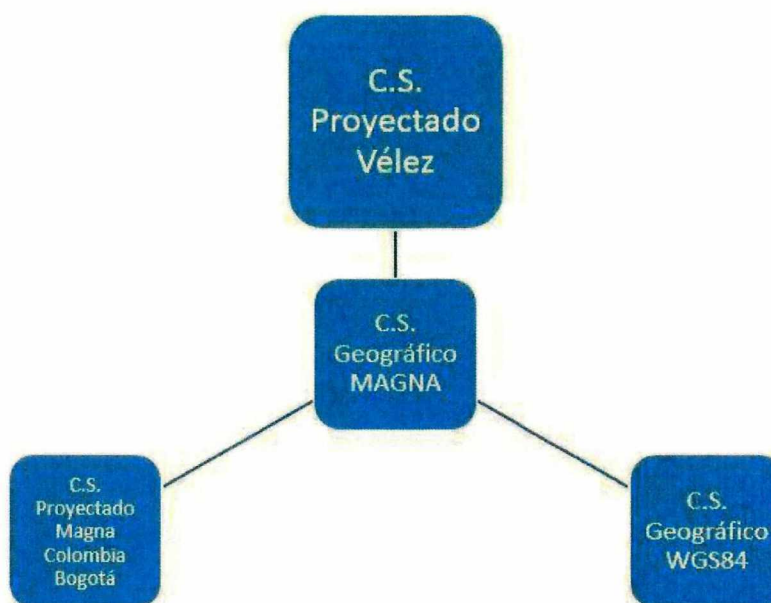 C.S.
Proyectado
Vélez
C.S.
Geográfico
MAGNA
C.S.
Proyectado
Magna
Colombia
Bogotá
C.S.
Geográfico
WGS84